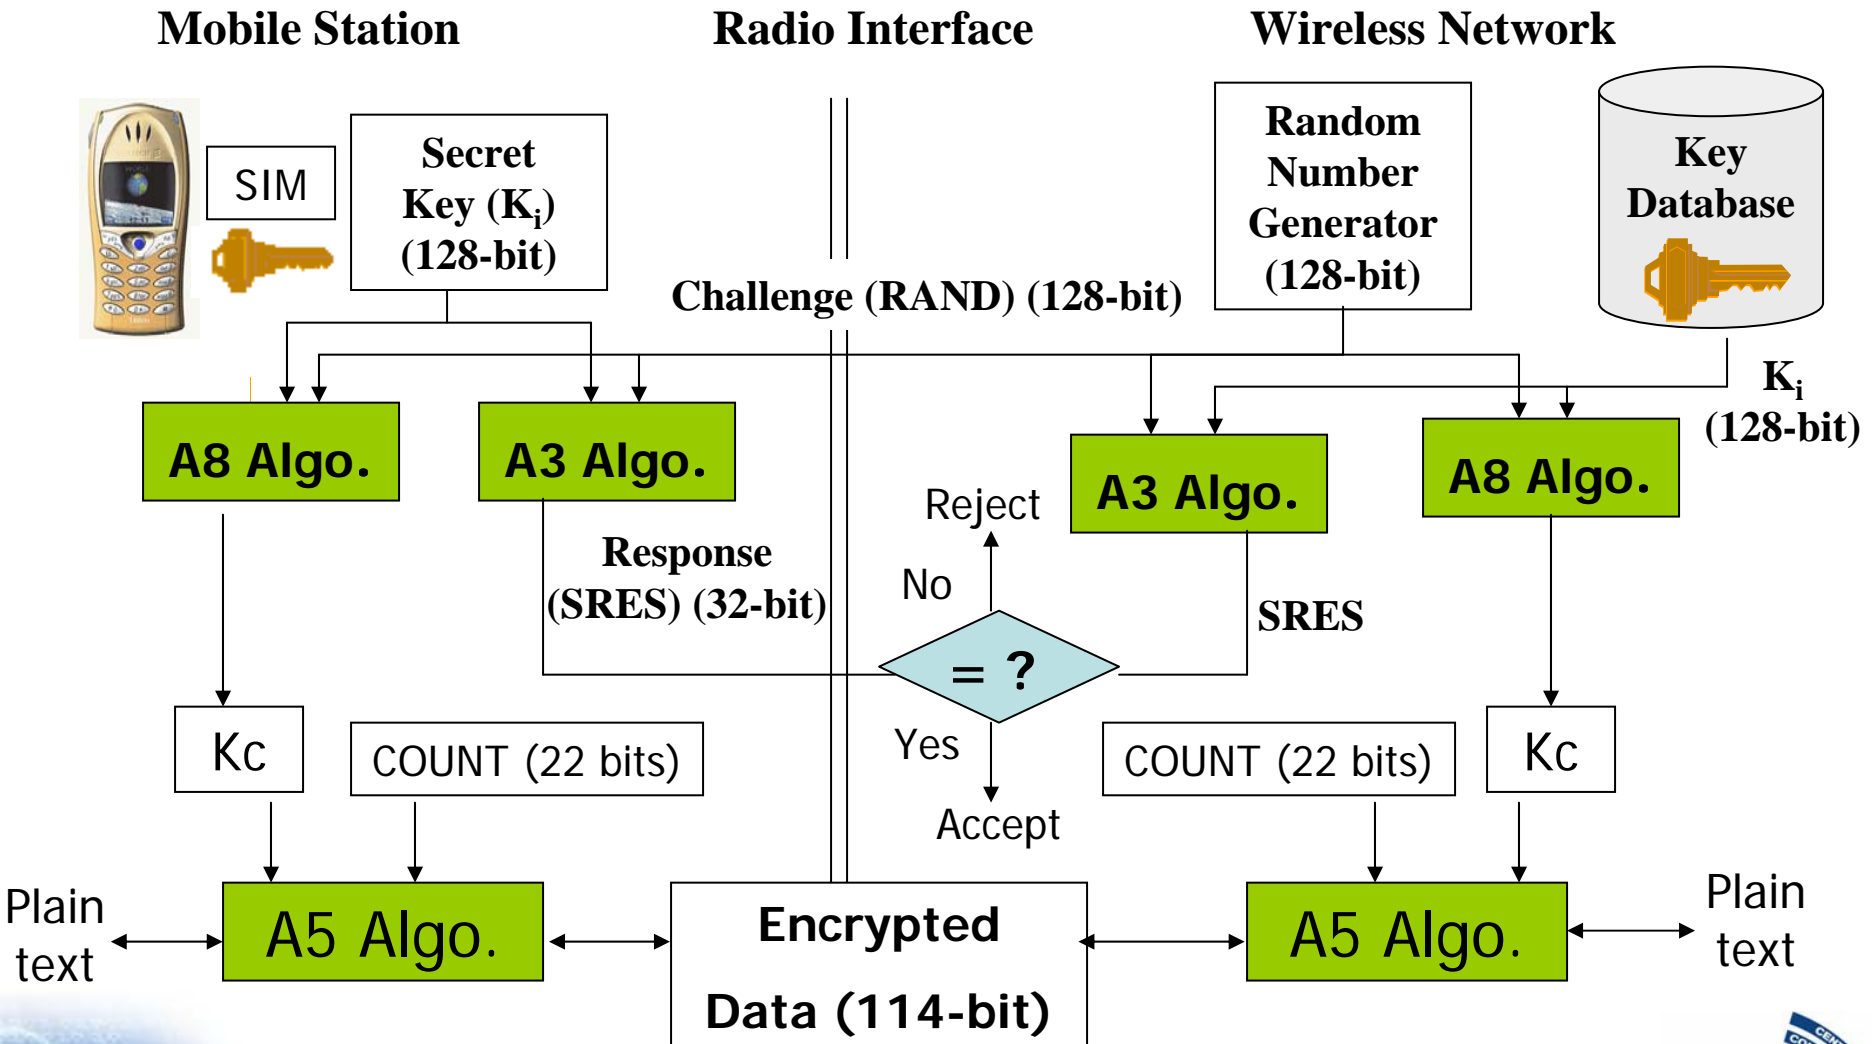 Mobile Station
Radio Interface
Wireless Network
SIM
Secret
Key (Ki)
(128-bit)
Random
Number
Generator
(128-bit)
Key
Database
Challenge (RAND) (128-bit)
Ki
(128-bit)
A8 Algo.
A3 Algo.
A3 Algo.
A8 Algo.
Reject
No
Response
(SRES) (32-bit)
SRES
= ?
Yes
Accept
Kc
COUNT (22 bits)
COUNT (22 bits)
Kc
Plain
text
A5 Algo.
Encrypted
Data (114-bit)
A5 Algo.
Plain
text